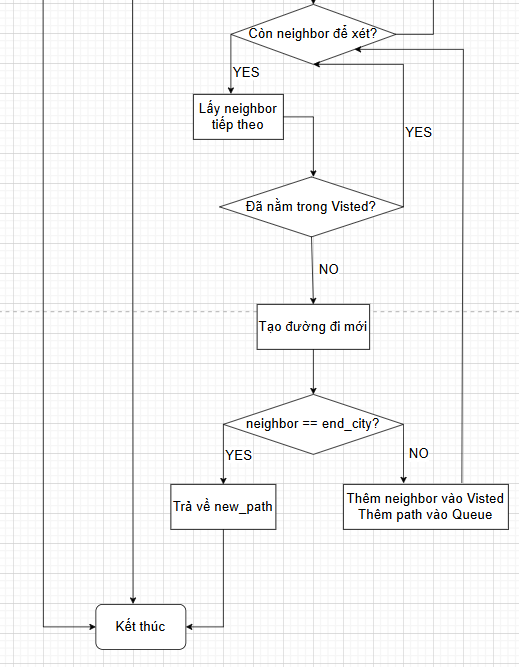 Còn neighbor để xét?
YES
Lấy neighbor
tiếp theo
YES
Đã nằm trong Visted?
NO
Tạo đường đi mới
neighbor == end_city?
YES
NO
Trả về new_path
Thêm neighbor vào Visted
Thêm path vào Queue
Kết thúc